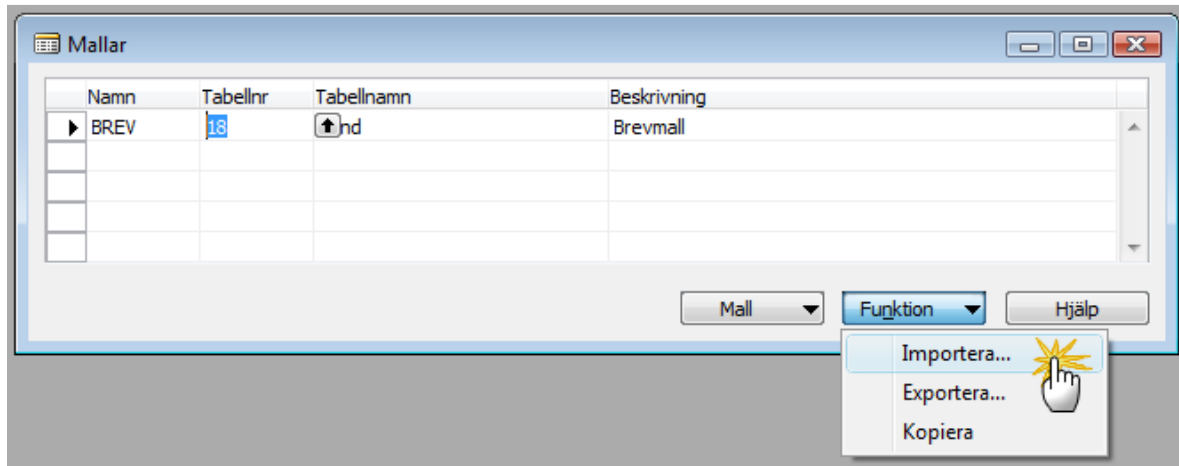 Mallar
Namn Tabellnr Tabellnamn Beskrivning
BREV 18 nd Brevmall
Mall Funktion Hjälp
Importera...
Exportera...
Kopiera